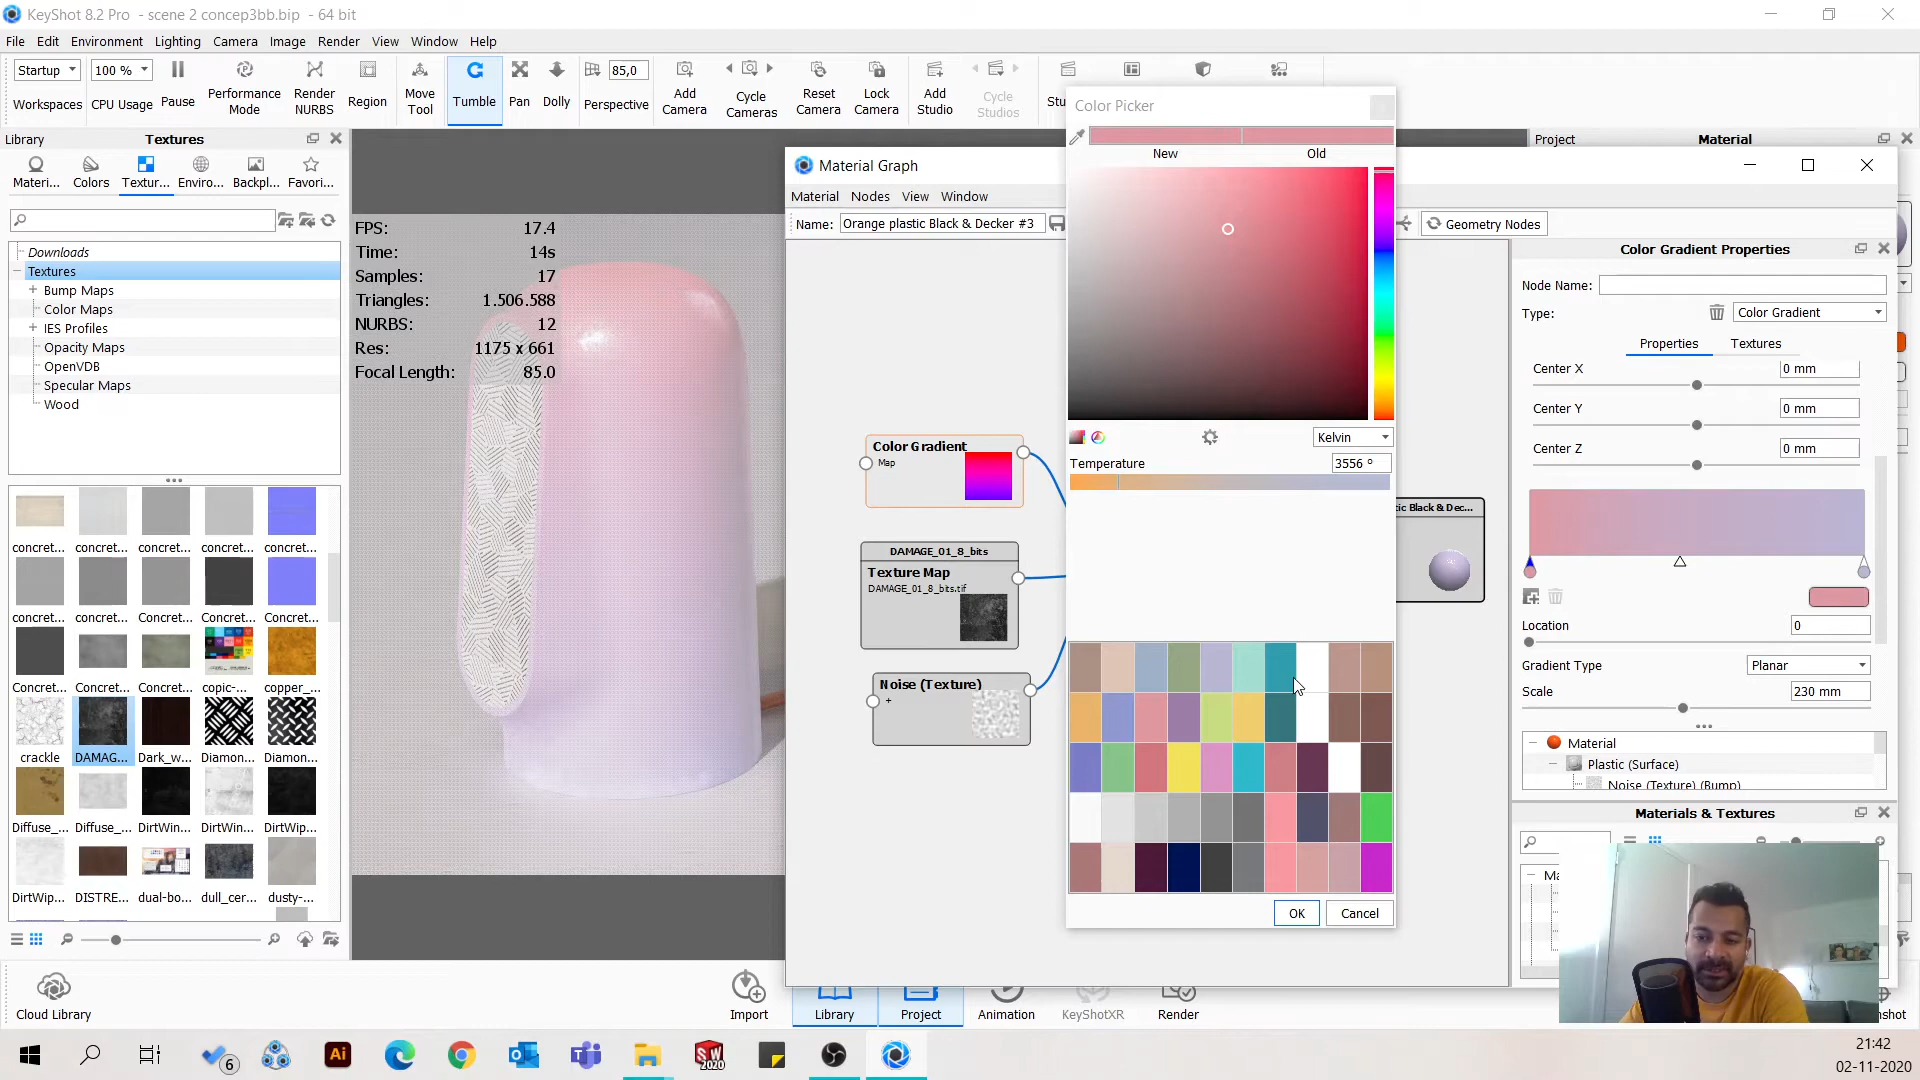 KeyShot 8.2 Pro - scene 2 concep3bb.bip - 64 bit
File Edit Environment Lighting Camera Image Render View Window Help
Startup
100 %
85,0
Workspaces
CPU Usage
Pause
Performance Mode
Render NURBS
Region
Move Tool
Tumble
Pan
Dolly
Perspective
Add Camera
Cycle Cameras
Reset Camera
Lock Camera
Add Studio
Cycle Studios
Library
Textures
Materi... Colors Textur... Enviro... Backpl... Favori...
Downloads
Textures
Bump Maps
Color Maps
IES Profiles
Opacity Maps
OpenVDB
Specular Maps
Wood
concret... concret... concret... concret... concret...
concret... concret... concret... concret... Concret...
Concret... Concret... Concret... copic-... copper_...
crackle DAMAG... Dark_w... Diamon... Diamon...
Diffuse_... Diffuse_... DirtWin... DirtWin... DirtWip...
DirtWip... DISTRE... dual-bo... dull_cer... dusty-...
FPS: 17.4
Time: 14s
Samples: 17
Triangles: 1.506.588
NURBS: 12
Res: 1175 x 661
Focal Length: 85.0
Material Graph
Material Nodes View Window
Name: Orange plastic Black & Decker #3
Geometry Nodes
Color Gradient
Map
DAMAGE_01_8_bits
Texture Map
DAMAGE_01_8_bits.tif
Noise (Texture)
+
tic Black & Dec...
Color Picker
New
Old
Kelvin
Temperature
3556 °
OK
Cancel
Project
Material
Color Gradient Properties
Node Name:
Type:
Color Gradient
Properties
Textures
Center X
0 mm
Center Y
0 mm
Center Z
0 mm
Location
0
Gradient Type
Planar
Scale
230 mm
Material
Plastic (Surface)
Noise (Texture) (Bump)
Materials & Textures
Ma
Cloud Library
Import
Library
Project
Animation
KeyShotXR
Render
6
Ai
SW
2020
21:42
02-11-2020